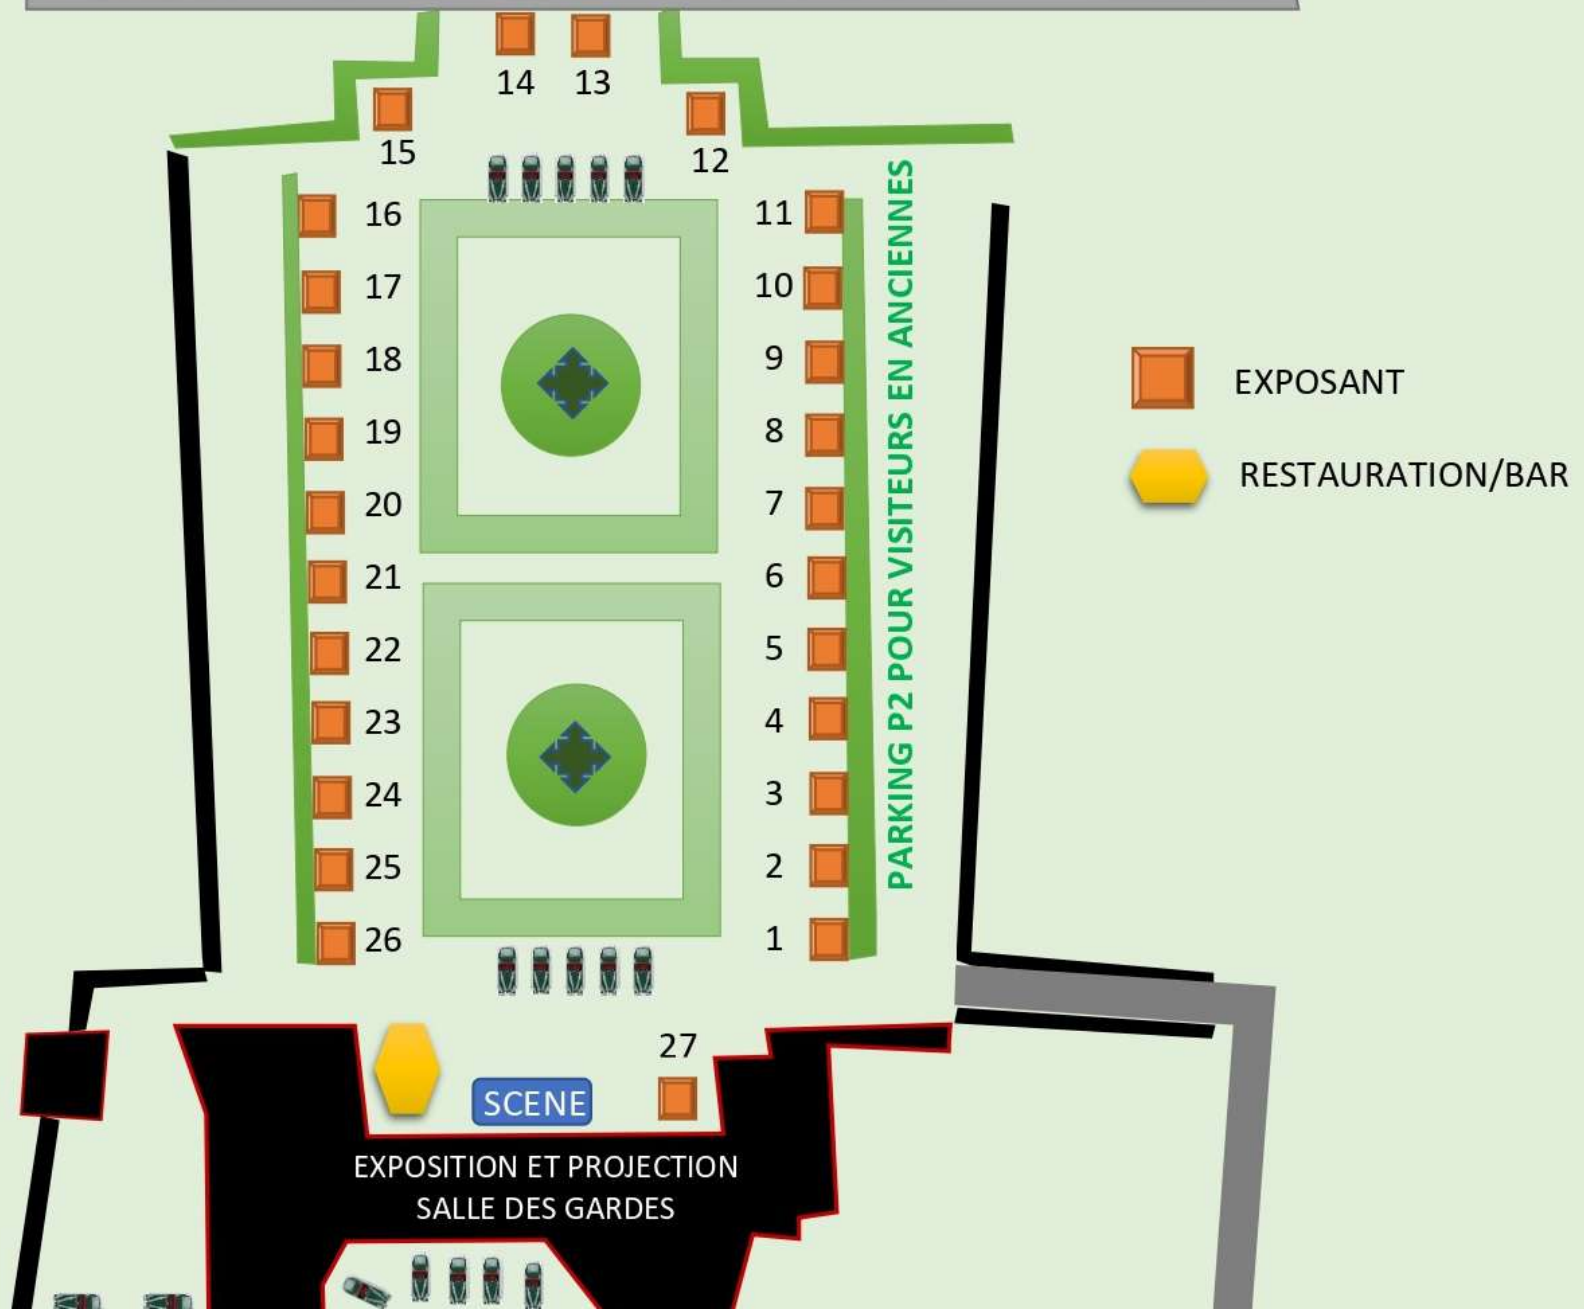 14 13
15 12
16 11
17 10
18 9
19 8
20 7
21 6
22 5
23 4
24 3
25 2
26 1
PARKING P2 POUR VISITEURS EN ANCIENNES
EXPOSANT
RESTAURATION/BAR
27
SCENE
EXPOSITION ET PROJECTION
SALLE DES GARDES